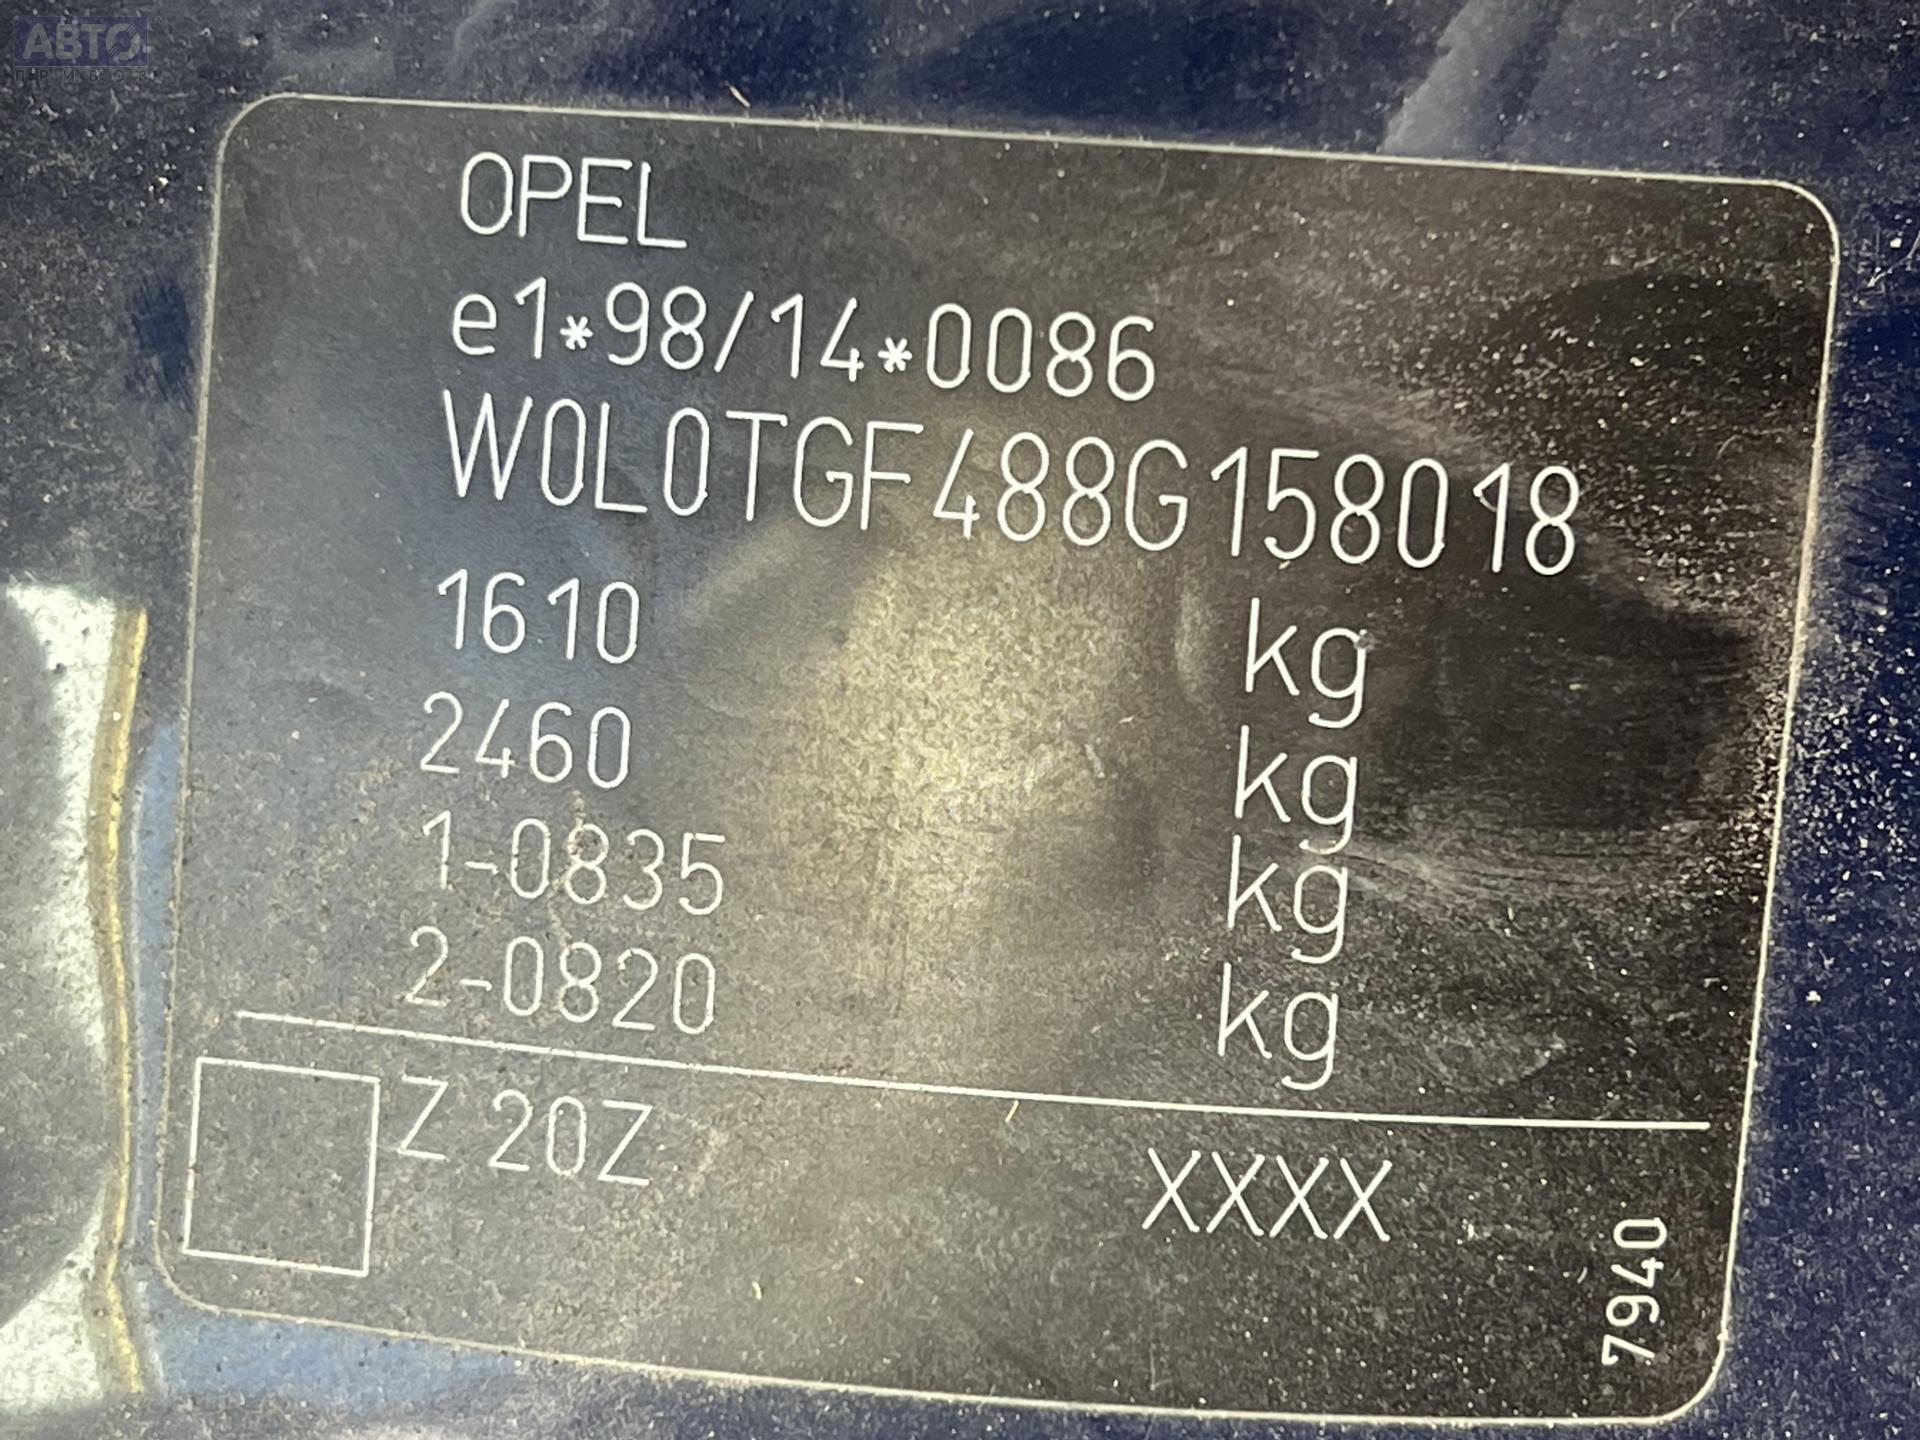 АВТО
ПРИВОЗ
OPEL
e1*98/14*0086
W0L0TGF488G158018
1610 kg
2460 kg
1-0835 kg
2-0820 kg
Z 20Z XXXX
7940